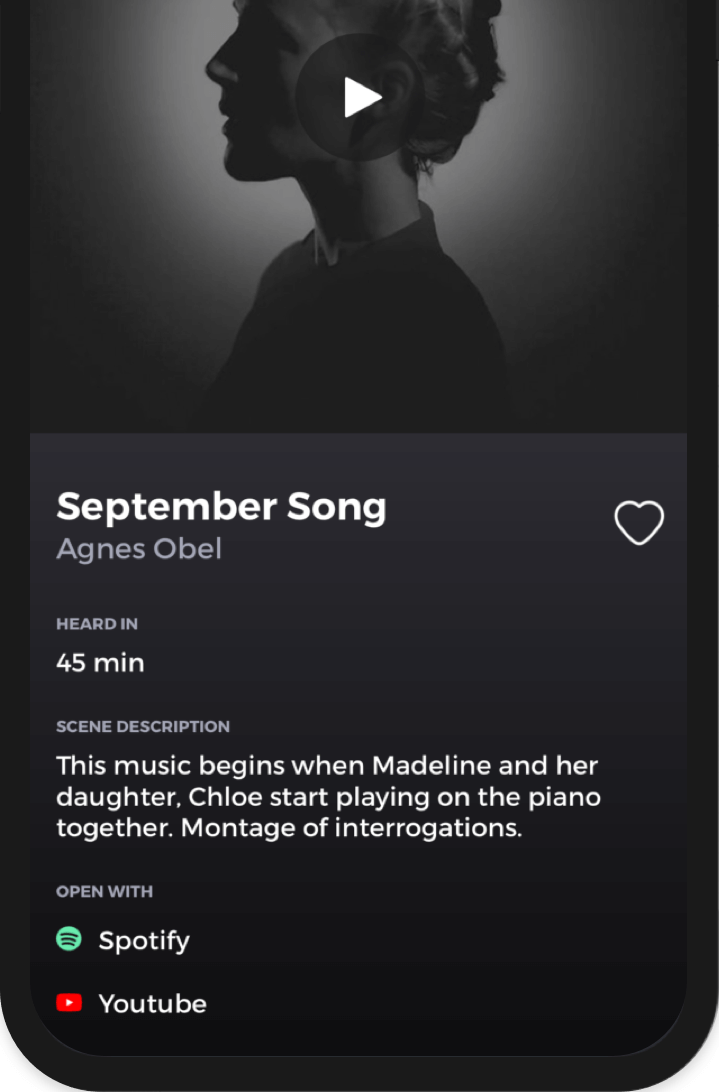 September Song
Agnes Obel
HEARD IN
45 min
SCENE DESCRIPTION
This music begins when Madeline and her
daughter, Chloe start playing on the piano
together. Montage of interrogations.
OPEN WITH
Spotify
Youtube